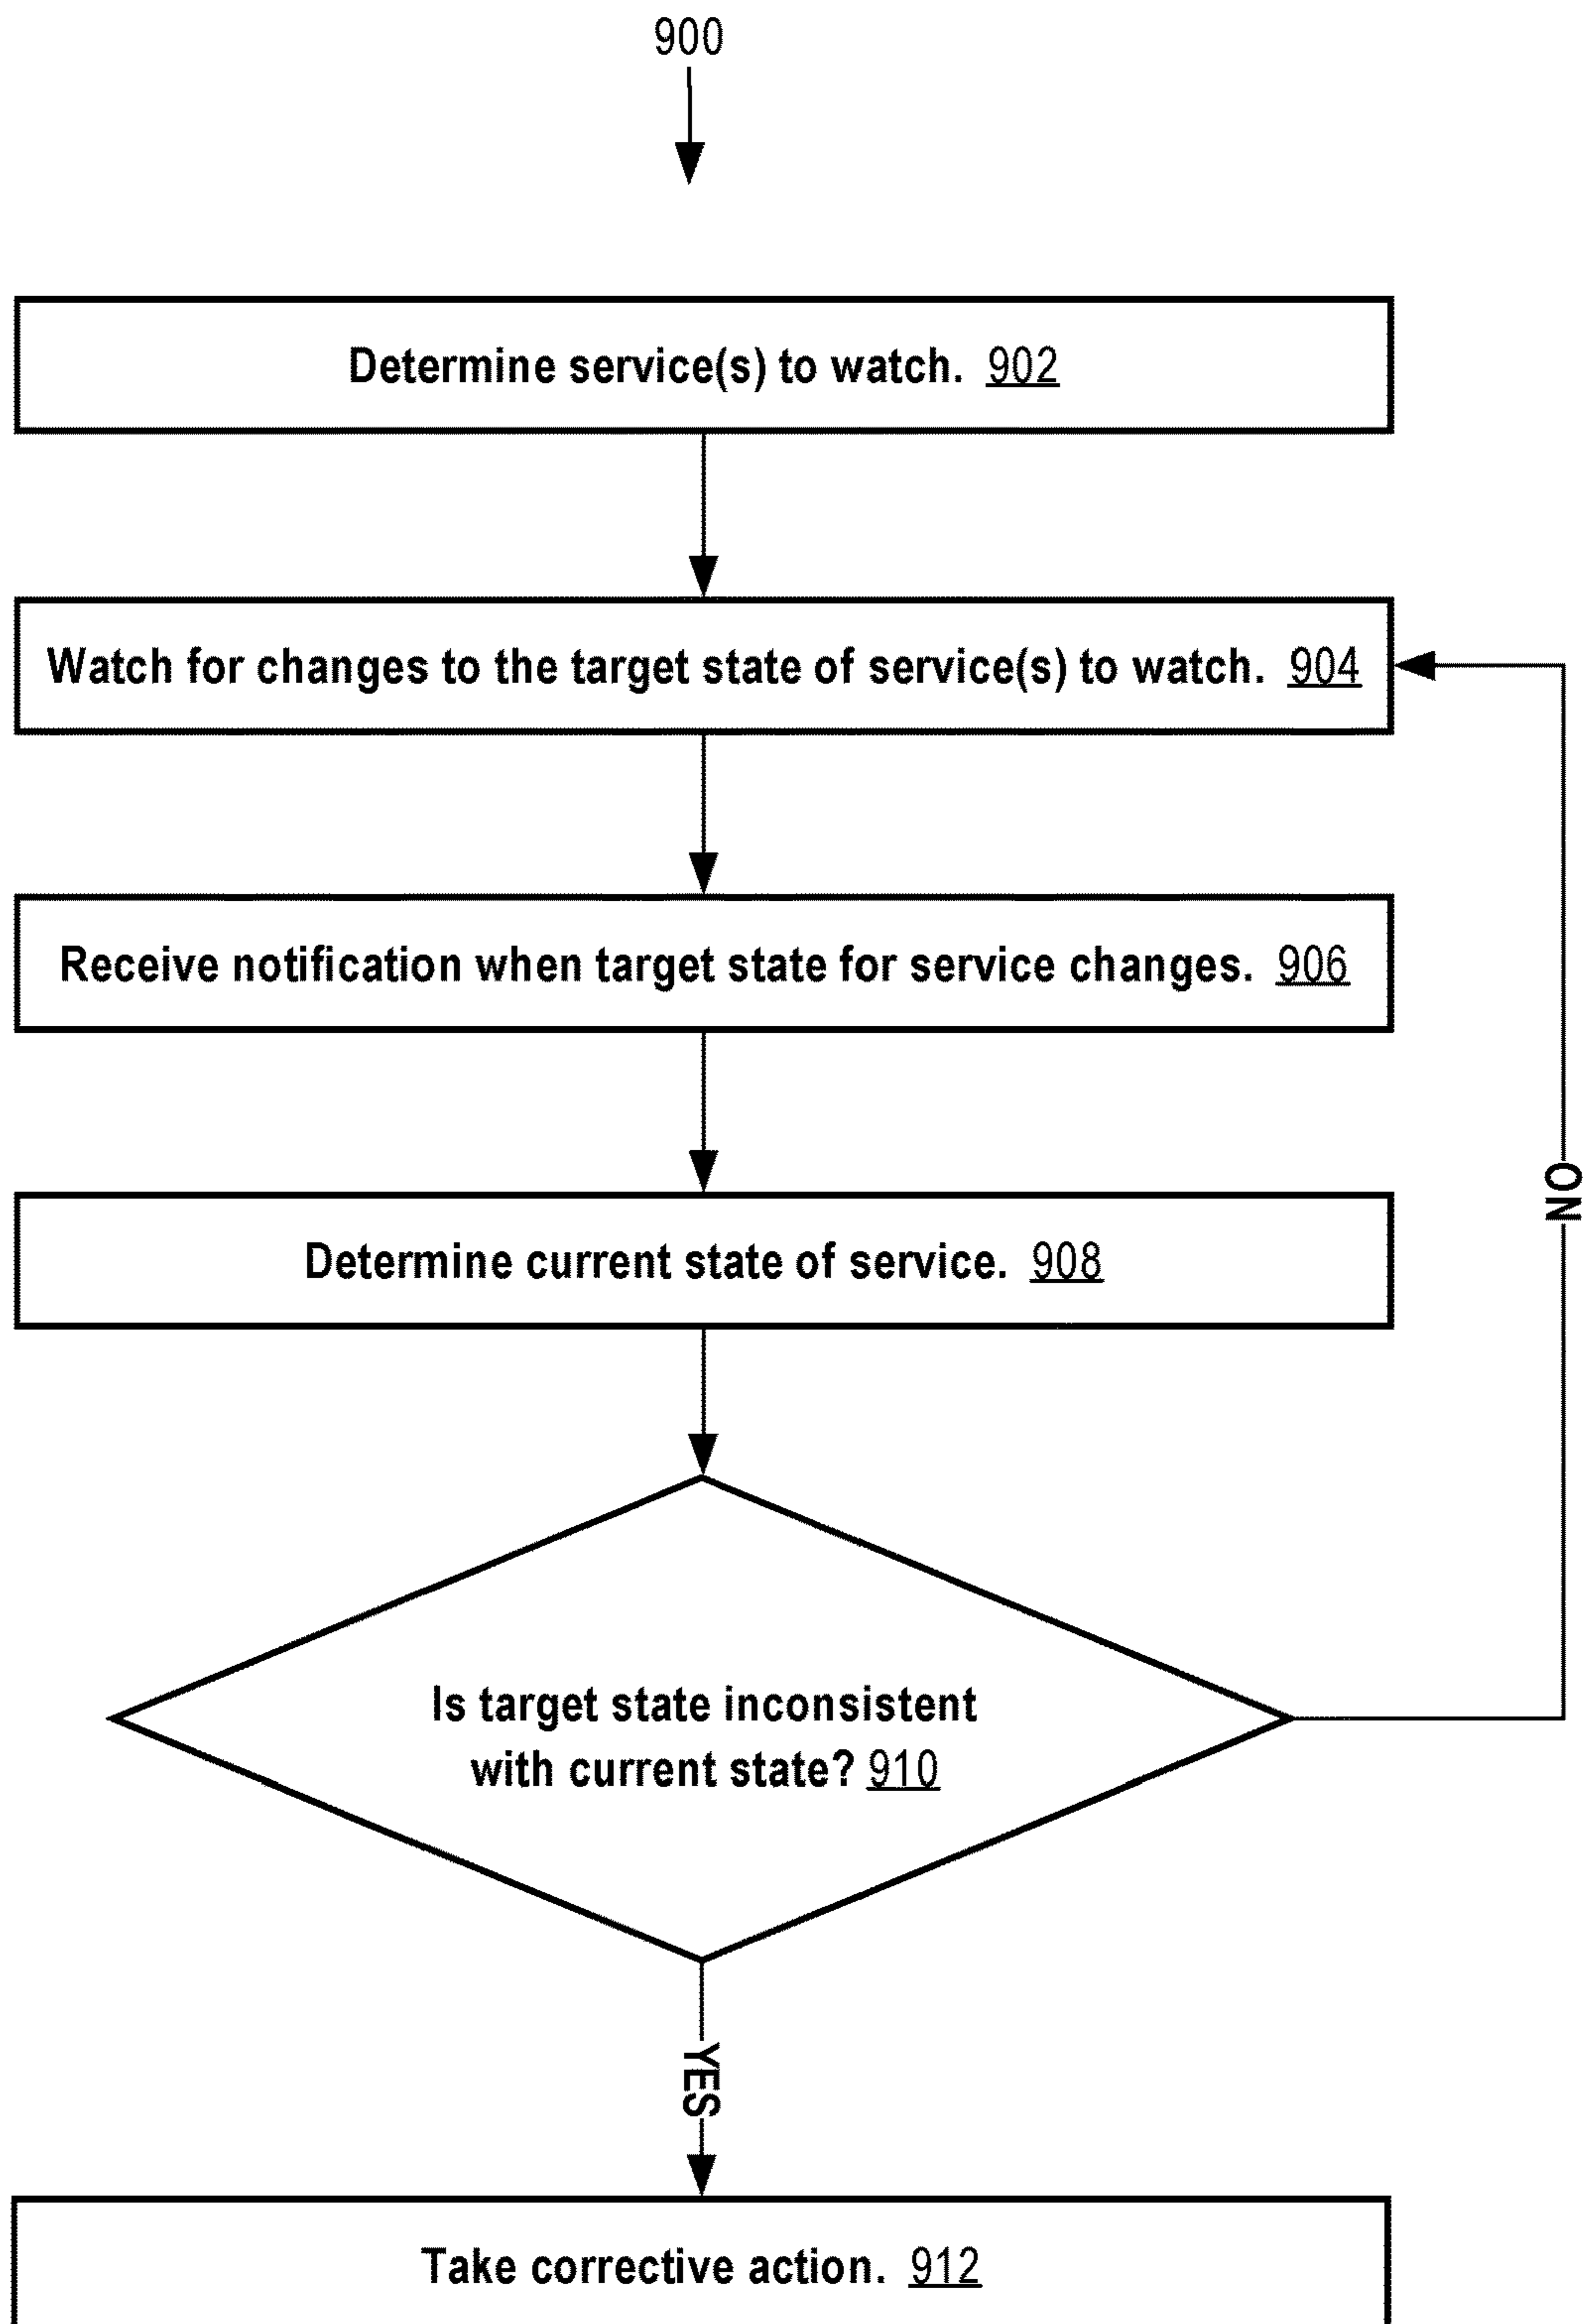 900
Determine service(s) to watch. 902
Watch for changes to the target state of service(s) to watch. 904
Receive notification when target state for service changes. 906
Determine current state of service. 908
NO
Is target state inconsistent
with current state? 910
YES
Take corrective action. 912